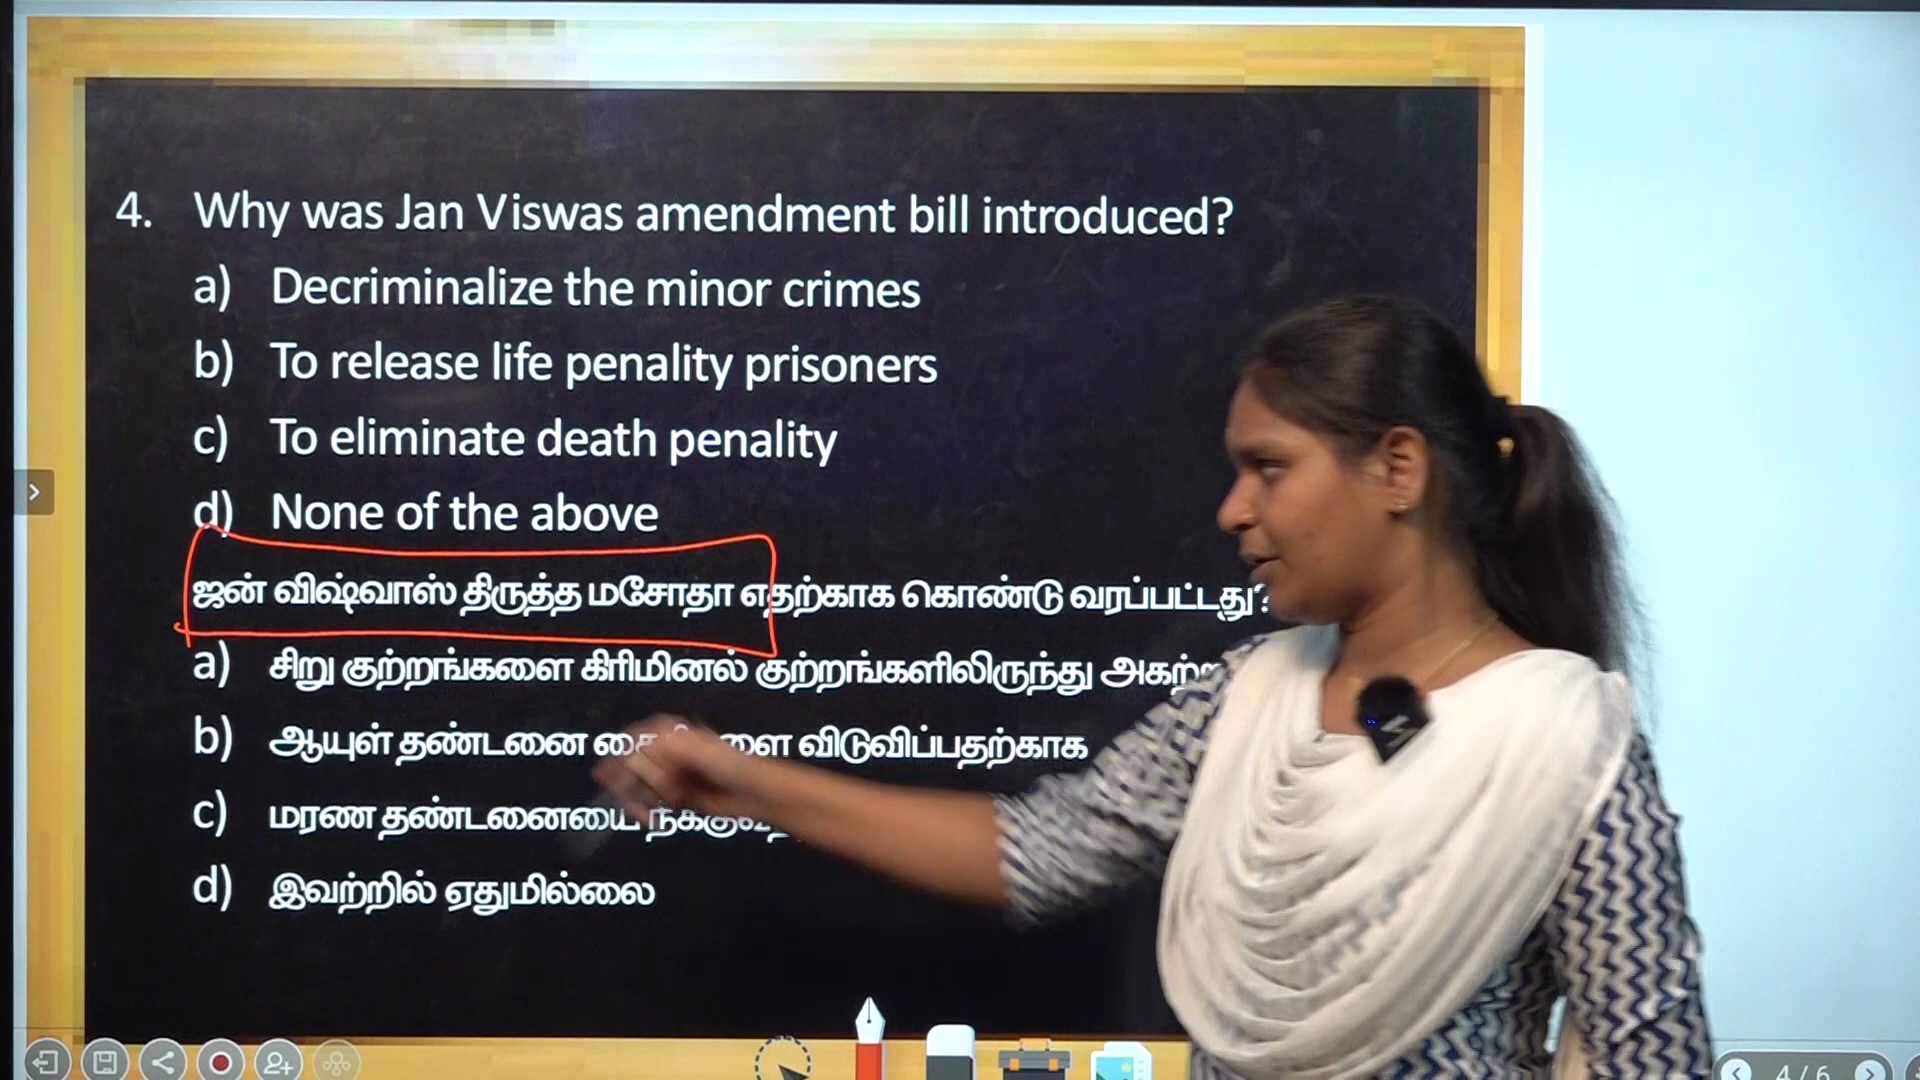 4. Why was Jan Viswas amendment bill introduced?
a) Decriminalize the minor crimes
b) To release life penality prisoners
c) To eliminate death penality
d) None of the above
ஜன் விஷ்வாஸ் திருத்த மசோதா எதற்காக கொண்டு வரப்பட்டது?
a) சிறு குற்றங்களை கிரிமினல் குற்றங்களிலிருந்து
b) ஆயுள் தண்டனை விடுவிப்பதற்காக
c) மரண தண்டனையை
d) இவற்றில் ஏதுமில்லை
4/6